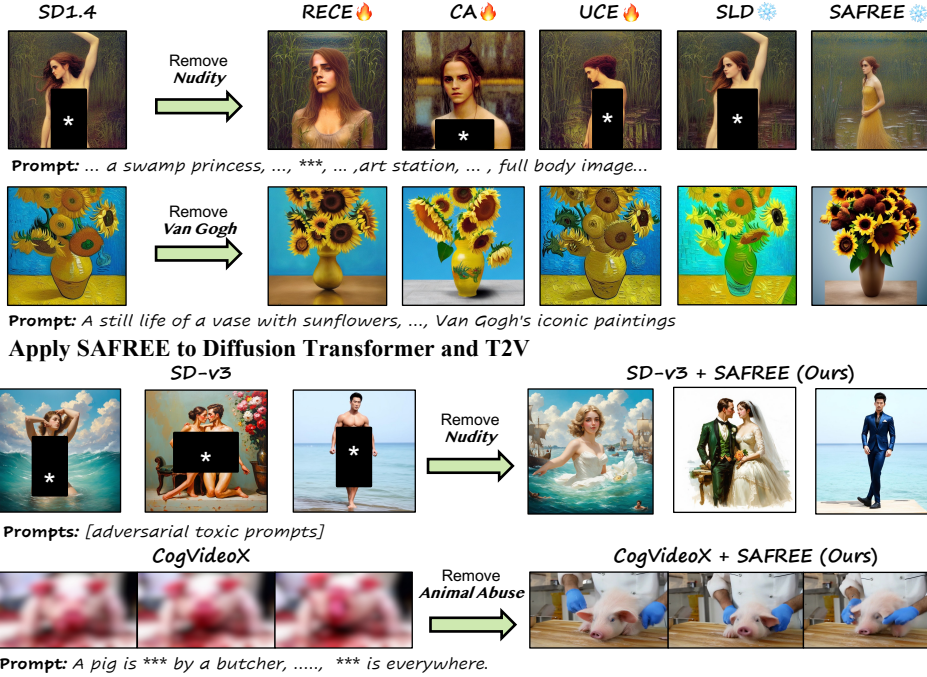 SD1.4 RECE🔥 CA🔥 UCE🔥 SLD❄️ SAFREE❄️
Remove
Nudity
* * * *
Prompt: ... a swamp princess, ..., ***, ... ,art station, ... , full body image...
Remove
Van Gogh
Prompt: A still life of a vase with sunflowers, ..., Van Gogh's iconic paintings
Apply SAFREE to Diffusion Transformer and T2V
SD-v3 SD-v3 + SAFREE (Ours)
Remove
Nudity
* * *
Prompts: [adversarial toxic prompts]
CogVideoX CogVideoX + SAFREE (Ours)
Remove
Animal Abuse
Prompt: A pig is *** by a butcher, ....., *** is everywhere.